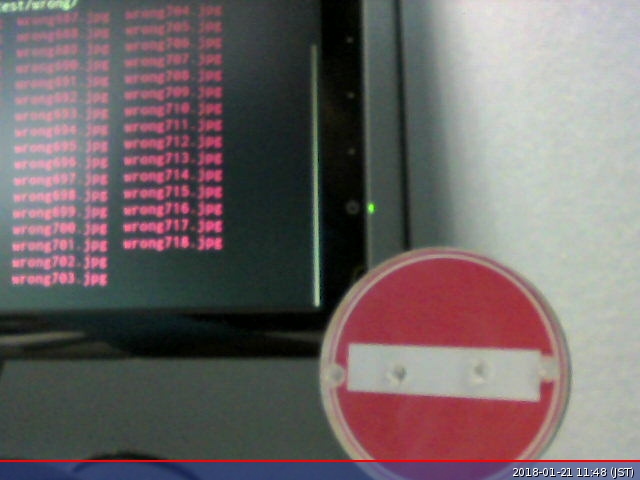 test/wrong/
wrong687.jpg wrong704.jpg
wrong688.jpg wrong705.jpg
wrong689.jpg wrong706.jpg
wrong690.jpg wrong707.jpg
wrong691.jpg wrong708.jpg
wrong692.jpg wrong709.jpg
wrong693.jpg wrong710.jpg
wrong694.jpg wrong711.jpg
wrong695.jpg wrong712.jpg
wrong696.jpg wrong713.jpg
wrong697.jpg wrong714.jpg
wrong698.jpg wrong715.jpg
wrong699.jpg wrong716.jpg
wrong700.jpg wrong717.jpg
wrong701.jpg wrong718.jpg
wrong702.jpg
wrong703.jpg
2018-01-21 11:48 (JST)